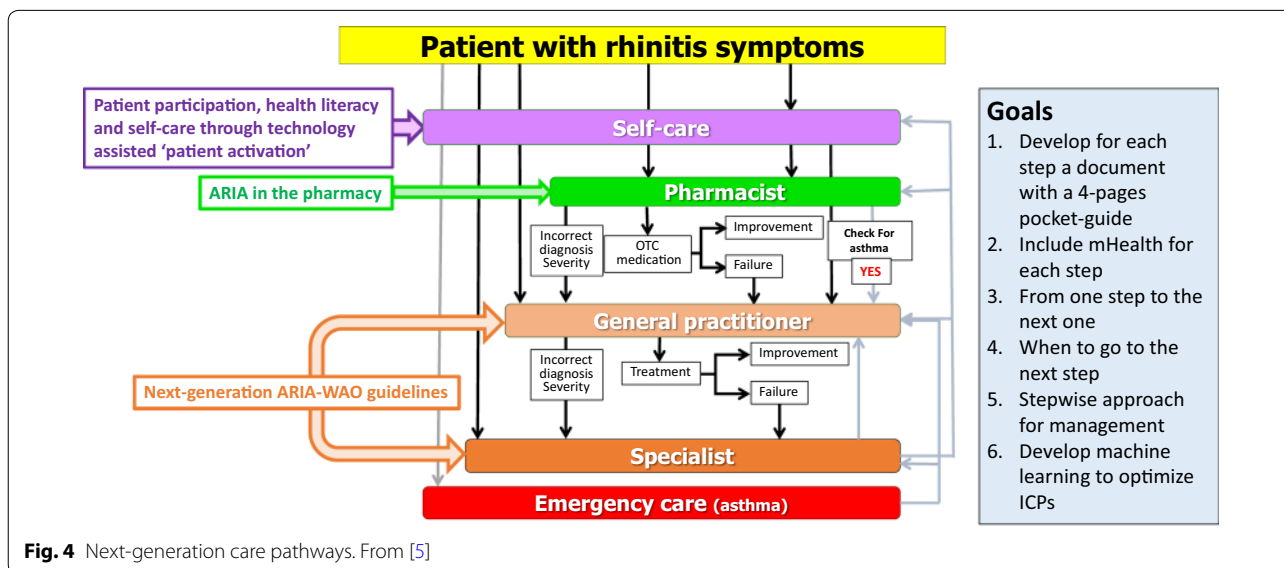 Patient with rhinitis symptoms
Patient participation, health literacy
and self-care through technology
assisted ‘patient activation’
Self-care
ARIA in the pharmacy
Pharmacist
Incorrect
diagnosis
Severity
OTC
medication
Improvement
Failure
Check For
asthma
YES
General practitioner
Next-generation ARIA-WAO guidelines
Incorrect
diagnosis
Severity
Treatment
Improvement
Failure
Specialist
Emergency care (asthma)
Goals
1. Develop for each
step a document
with a 4-pages
pocket-guide
2. Include mHealth for
each step
3. From one step to the
next one
4. When to go to the
next step
5. Stepwise approach
for management
6. Develop machine
learning to optimize
ICPs
Fig. 4 Next-generation care pathways. From [5]